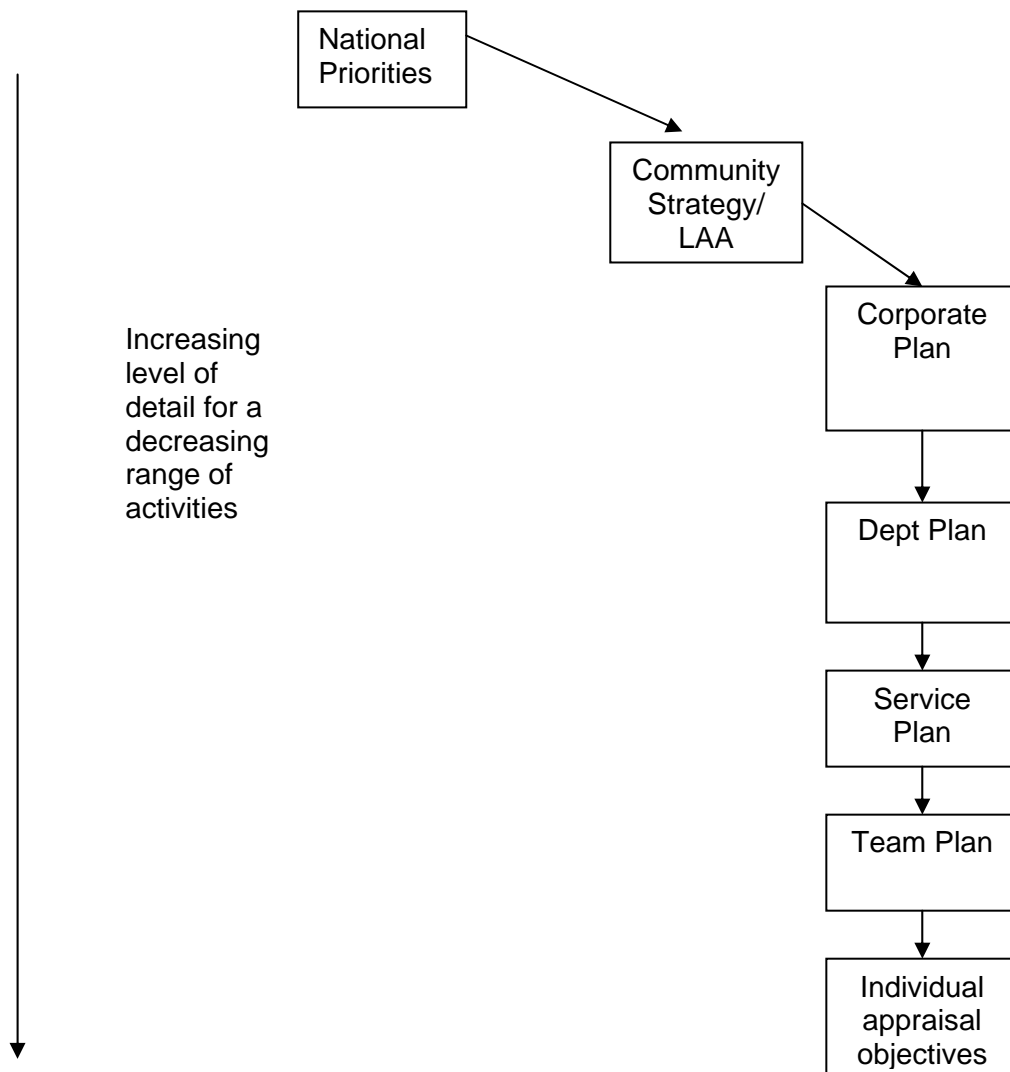 National
Priorities
Community
Strategy/
LAA
Corporate
Plan
Increasing
level of
detail for a
decreasing
range of
activities
Dept Plan
Service
Plan
Team Plan
Individual
appraisal
objectives